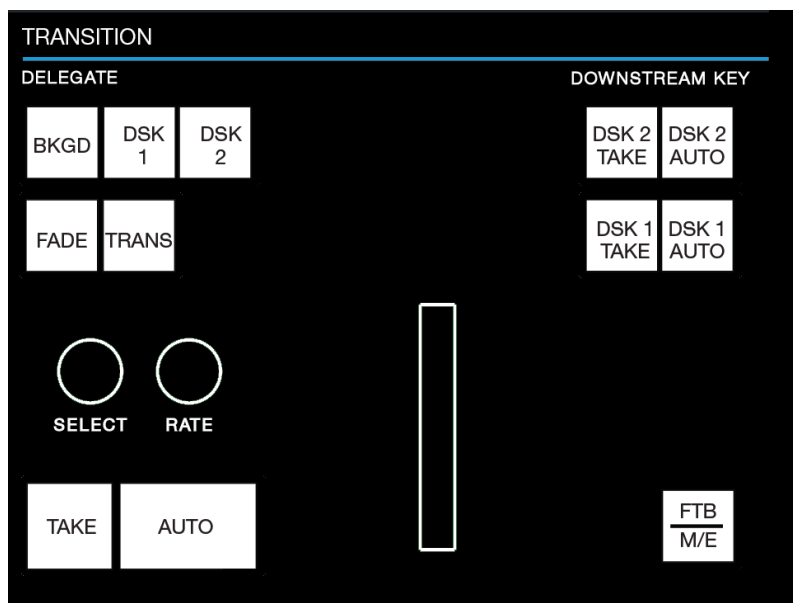 TRANSITION
DELEGATE
DOWNSTREAM KEY
BKGD
DSK
1
DSK
2
DSK 2
TAKE
DSK 2
AUTO
FADE
TRANS
DSK 1
TAKE
DSK 1
AUTO
SELECT
RATE
TAKE
AUTO
FTB
M/E